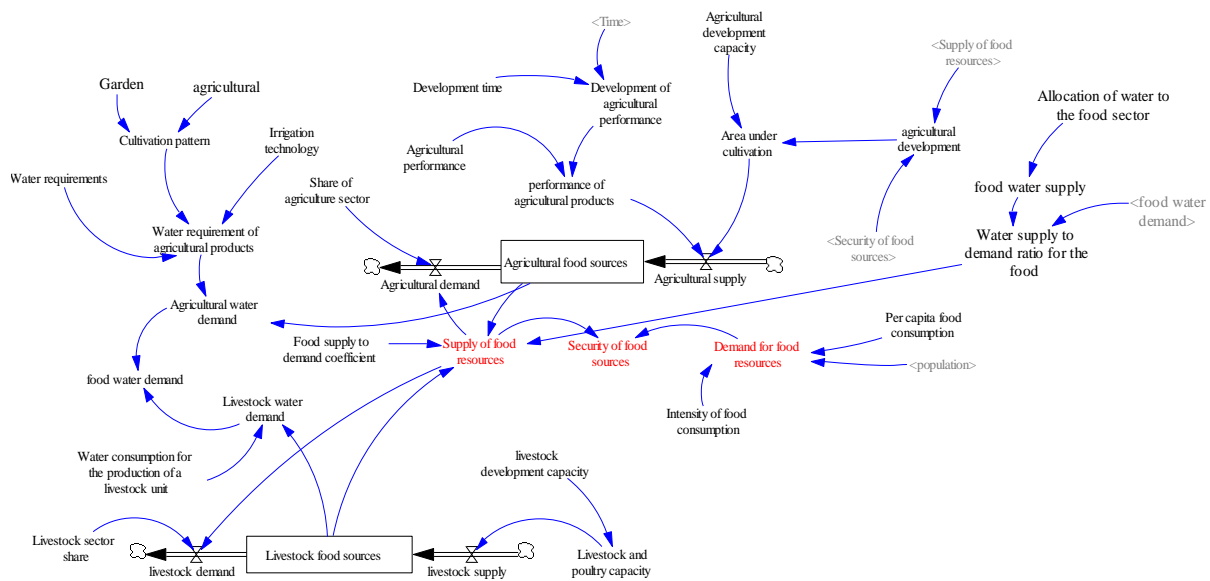 <Time>
Agricultural
development
capacity
<Supply of food
resources>
Garden
agricultural
Development time
Development of
agricultural
performance
Allocation of water to
the food sector
Cultivation pattern
Irrigation
technology
Agricultural
performance
Area under
cultivation
agricultural
development
Water requirements
Share of
agriculture sector
performance of
agricultural products
food water supply
<food water
demand>
Water requirement of
agricultural products
<Security of food
sources>
Water supply to
demand ratio for the
food
Agricultural food sources
Agricultural demand
Agricultural supply
Agricultural water
demand
Food supply to
demand coefficient
Supply of food
resources
Security of food
sources
Demand for food
resources
Per capita food
consumption
<population>
food water demand
Livestock water
demand
Intensity of food
consumption
Water consumption for
the production of a
livestock unit
livestock
development capacity
Livestock sector
share
livestock demand
Livestock food sources
livestock supply
Livestock and
poultry capacity